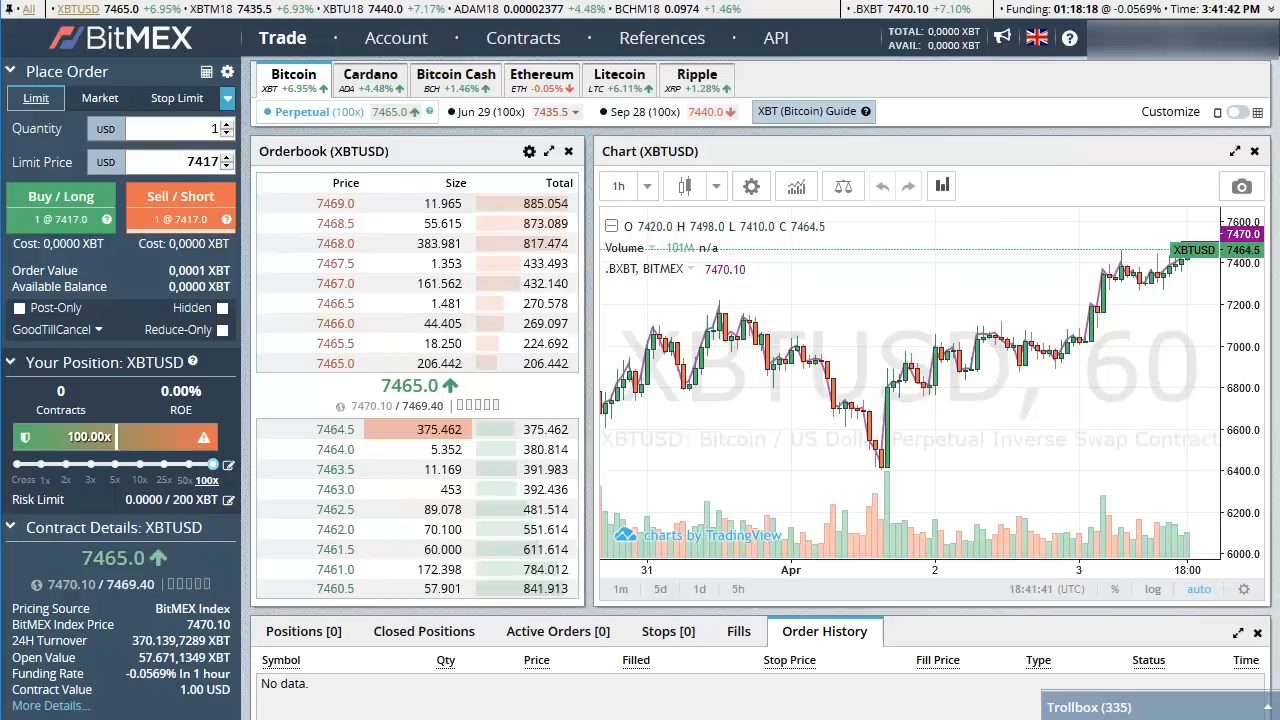 All XBTUSD 7465.0 +6.95% XBTM18 7435.5 +6.93% XBTU18 7440.0 +7.17% ADAM18 0.00002377 +4.48% BCHM18 0.0974 +1.46% .BXBT 7470.10 +7.10% Funding: 01:18:18 @ -0.0569% Time: 3:41:42 PM
BitMEX Trade · Account · Contracts · References · API TOTAL: 0,0000 XBT
AVAIL: 0,0000 XBT
Place Order
Limit Market Stop Limit
Quantity USD 1
Limit Price USD 7417
Buy / Long Sell / Short
1 @ 7417.0 1 @ 7417.0
Cost: 0,0000 XBT Cost: 0,0000 XBT
Order Value 0,0001 XBT
Available Balance 0,0000 XBT
Post-Only Hidden
GoodTillCancel Reduce-Only
Your Position: XBTUSD
0 0.00%
Contracts ROE
100.00x
Cross 1x 2x 3x 5x 10x 25x 50x 100x
Risk Limit 0.0000 / 200 XBT
Contract Details: XBTUSD
7465.0
7470.10 / 7469.40
Pricing Source BitMEX Index
BitMEX Index Price 7470.10
24H Turnover 370.139,7289 XBT
Open Value 57.671,1349 XBT
Funding Rate -0.0569% In 1 hour
Contract Value 1.00 USD
More Details...
Bitcoin Cardano Bitcoin Cash Ethereum Litecoin Ripple
XBT +6.95% ADA +4.48% BCH +1.46% ETH -0.05% LTC +6.11% XRP +1.28%
Perpetual (100x) 7465.0 Jun 29 (100x) 7435.5 Sep 28 (100x) 7440.0 XBT (Bitcoin) Guide Customize
Orderbook (XBTUSD)
Price Size Total
7469.0 11.965 885.054
7468.5 55.615 873.089
7468.0 383.981 817.474
7467.5 1.353 433.493
7467.0 161.562 432.140
7466.5 1.481 270.578
7466.0 44.405 269.097
7465.5 18.250 224.692
7465.0 206.442 206.442
7465.0
7470.10 / 7469.40
7464.5 375.462 375.462
7464.0 5.352 380.814
7463.5 11.169 391.983
7463.0 453 392.436
7462.5 89.078 481.514
7462.0 70.100 551.614
7461.5 60.000 611.614
7461.0 172.398 784.012
7460.5 57.901 841.913
Chart (XBTUSD)
1h
O 7420.0 H 7498.0 L 7410.0 C 7464.5
Volume 101M n/a
.BXBT, BITMEX 7470.10
XBTUSD, 60
XBTUSD: Bitcoin / US Dollar Perpetual Inverse Swap Contract
7600.0
7470.0
XBTUSD 7464.5
7400.0
7200.0
7000.0
6800.0
6600.0
6400.0
6200.0
6000.0
charts by TradingView
31 Apr 2 3 18:00
1m 5d 1d 5h 18:41:41 (UTC) % log auto
Positions [0] Closed Positions Active Orders [0] Stops [0] Fills Order History
Symbol Qty Price Filled Stop Price Fill Price Type Status Time
No data.
Trollbox (335)